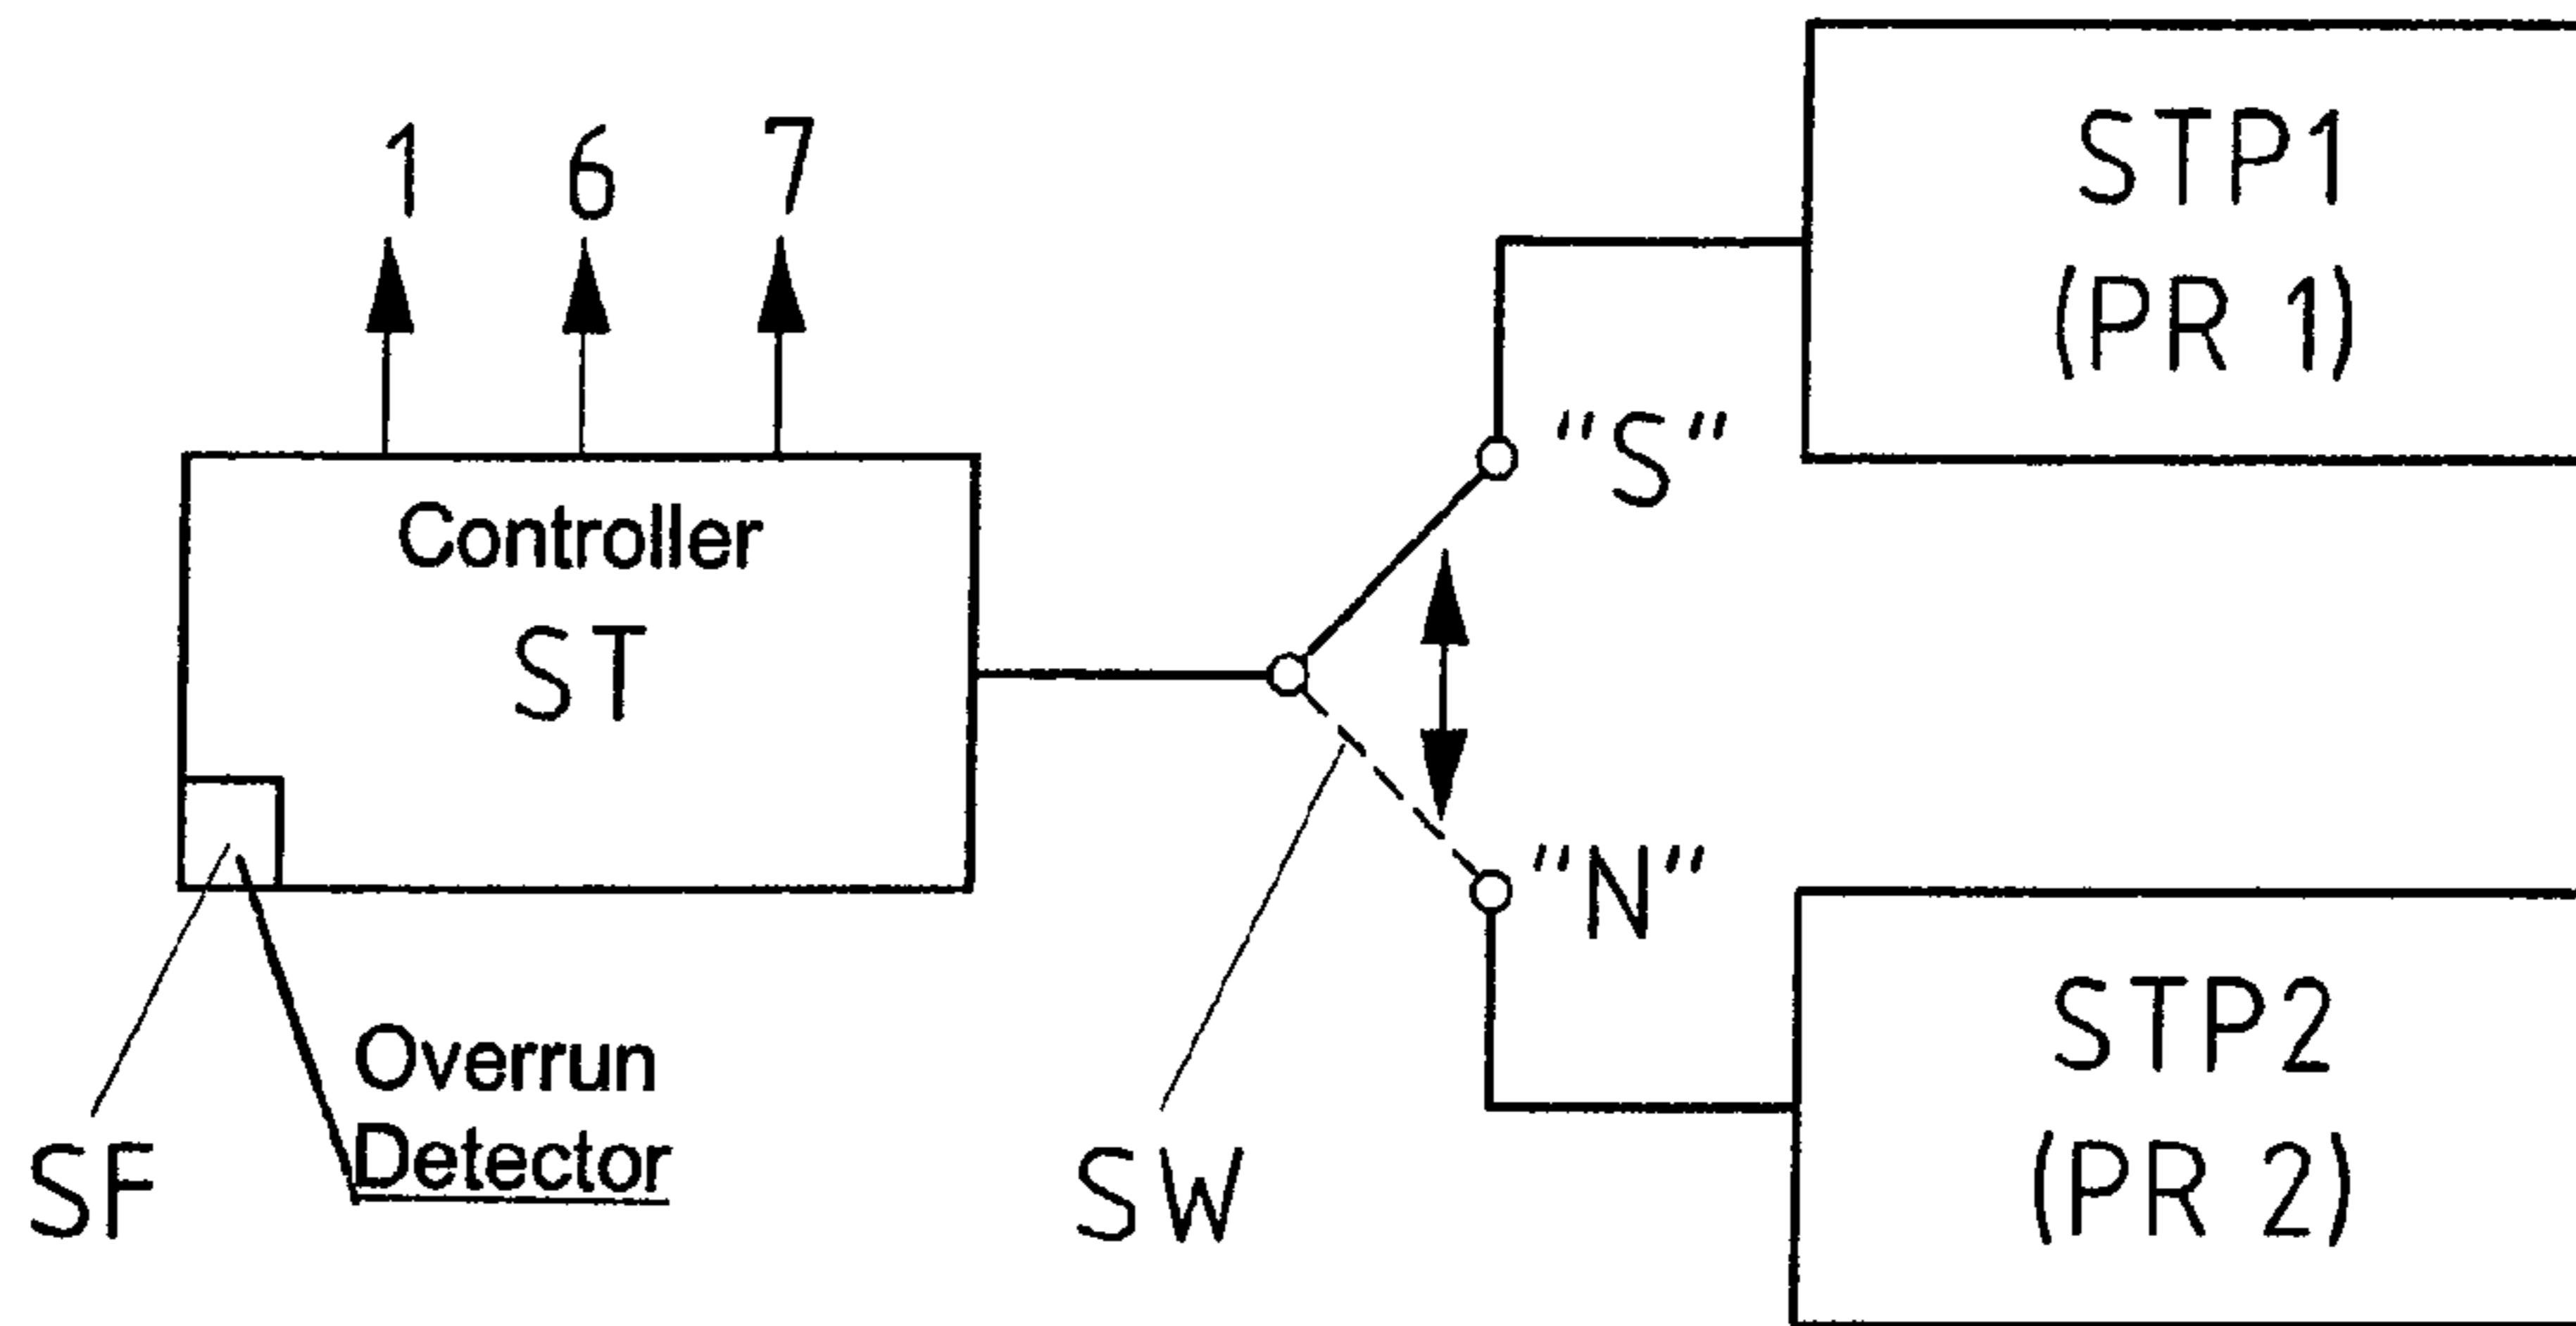 1 6 7
Controller
ST
SF
Overrun
Detector
SW
"S"
"N"
STP1
(PR 1)
STP2
(PR 2)